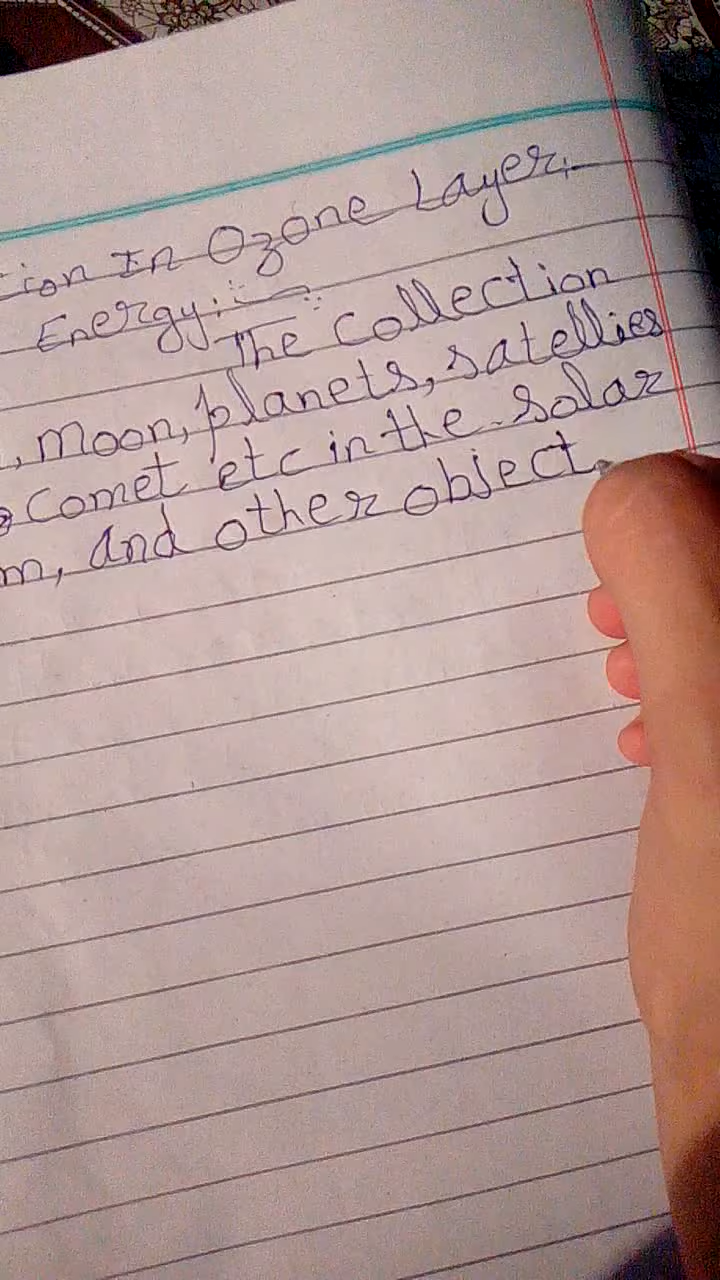 ion In Ozone Layer.
Energy:-
The collection
, Moon, planets, satellies
Comet etc in the solar
m, and other object.